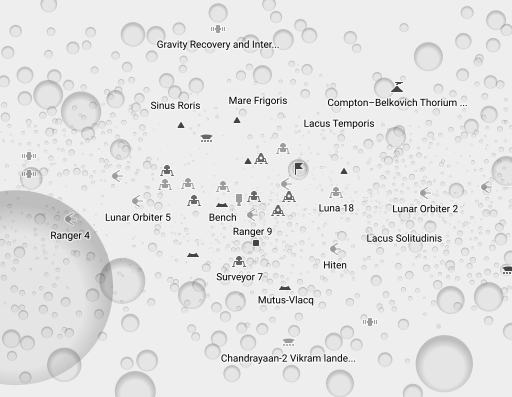 Gravity Recovery and Inter...
Compton–Belkovich Thorium ...
Sinus Roris
Mare Frigoris
Lacus Temporis
Lunar Orbiter 5
Bench
Luna 18
Lunar Orbiter 2
Ranger 4
Ranger 9
Lacus Solitudinis
Hiten
Surveyor 7
Mutus-Vlacq
Chandrayaan-2 Vikram lande...